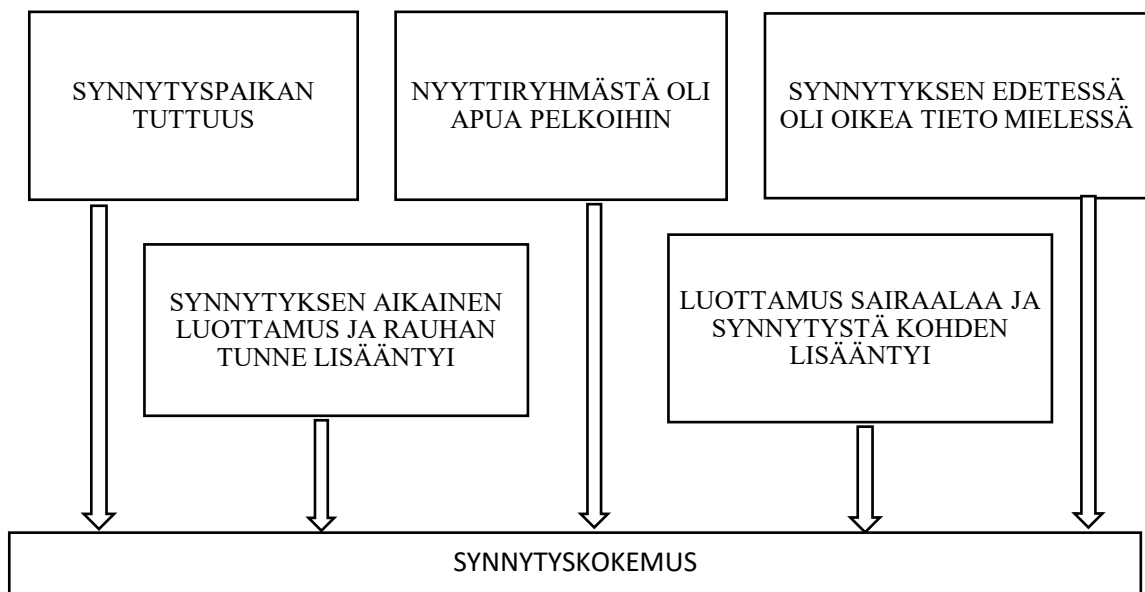 SYNNYTYSPAIKAN
TUTTUUS
NYYTTIRYHMÄSTÄ OLI
APUA PELKOIHIN
SYNNYTYKSEN EDETESSÄ
OLI OIKEA TIETO MIELESSÄ
SYNNYTYKSEN AIKAINEN
LUOTTAMUS JA RAUHAN
TUNNE LISÄÄNTYI
LUOTTAMUS SAIRAALAA JA
SYNNYTYSTÄ KOHDEN
LISÄÄNTYI
SYNNYTYSKOKEMUS